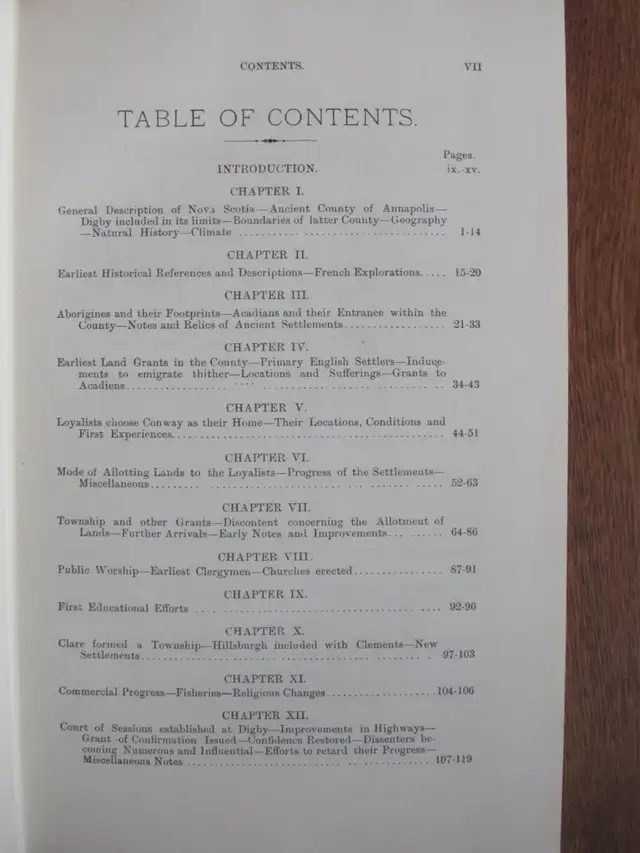 CONTENTS. VII
TABLE OF CONTENTS.
Pages.
INTRODUCTION. ix.-xv.
CHAPTER I.
General Description of Nova Scotia—Ancient County of Annapolis—
Digby included in its limits—Boundaries of latter County—Geography
—Natural History—Climate ........ 1-14
CHAPTER II.
Earliest Historical References and Descriptions—French Explorations..... 15-20
CHAPTER III.
Aborigines and their Footprints—Acadians and their Entrance within the
County—Notes and Relics of Ancient Settlements.................. 21-33
CHAPTER IV.
Earliest Land Grants in the County—Primary English Settlers—Induce-
ments to emigrate thither—Locations and Sufferings—Grants to
Acadiens........ 34-43
CHAPTER V.
Loyalists choose Conway as their Home—Their Locations, Conditions and
First Experiences........ 44-51
CHAPTER VI.
Mode of Allotting Lands to the Loyalists—Progress of the Settlements—
Miscellaneous........ 52-63
CHAPTER VII.
Township and other Grants—Discontent concerning the Allotment of
Lands—Further Arrivals—Early Notes and Improvements... ...... 64-86
CHAPTER VIII.
Public Worship—Earliest Clergymen—Churches erected................ 87-91
CHAPTER IX.
First Educational Efforts ........ 92-96
CHAPTER X.
Clare formed a Township—Hillsburgh included with Clements—New
Settlements........ 97-103
CHAPTER XI.
Commercial Progress—Fisheries—Religious Changes...................104-106
CHAPTER XII.
Court of Sessions established at Digby—Improvements in Highways—
Grant of Confirmation Issued—Confidence Restored—Dissenters be-
coming Numerous and Influential—Efforts to retard their Progress—
Miscellaneous Notes ........ 107-119